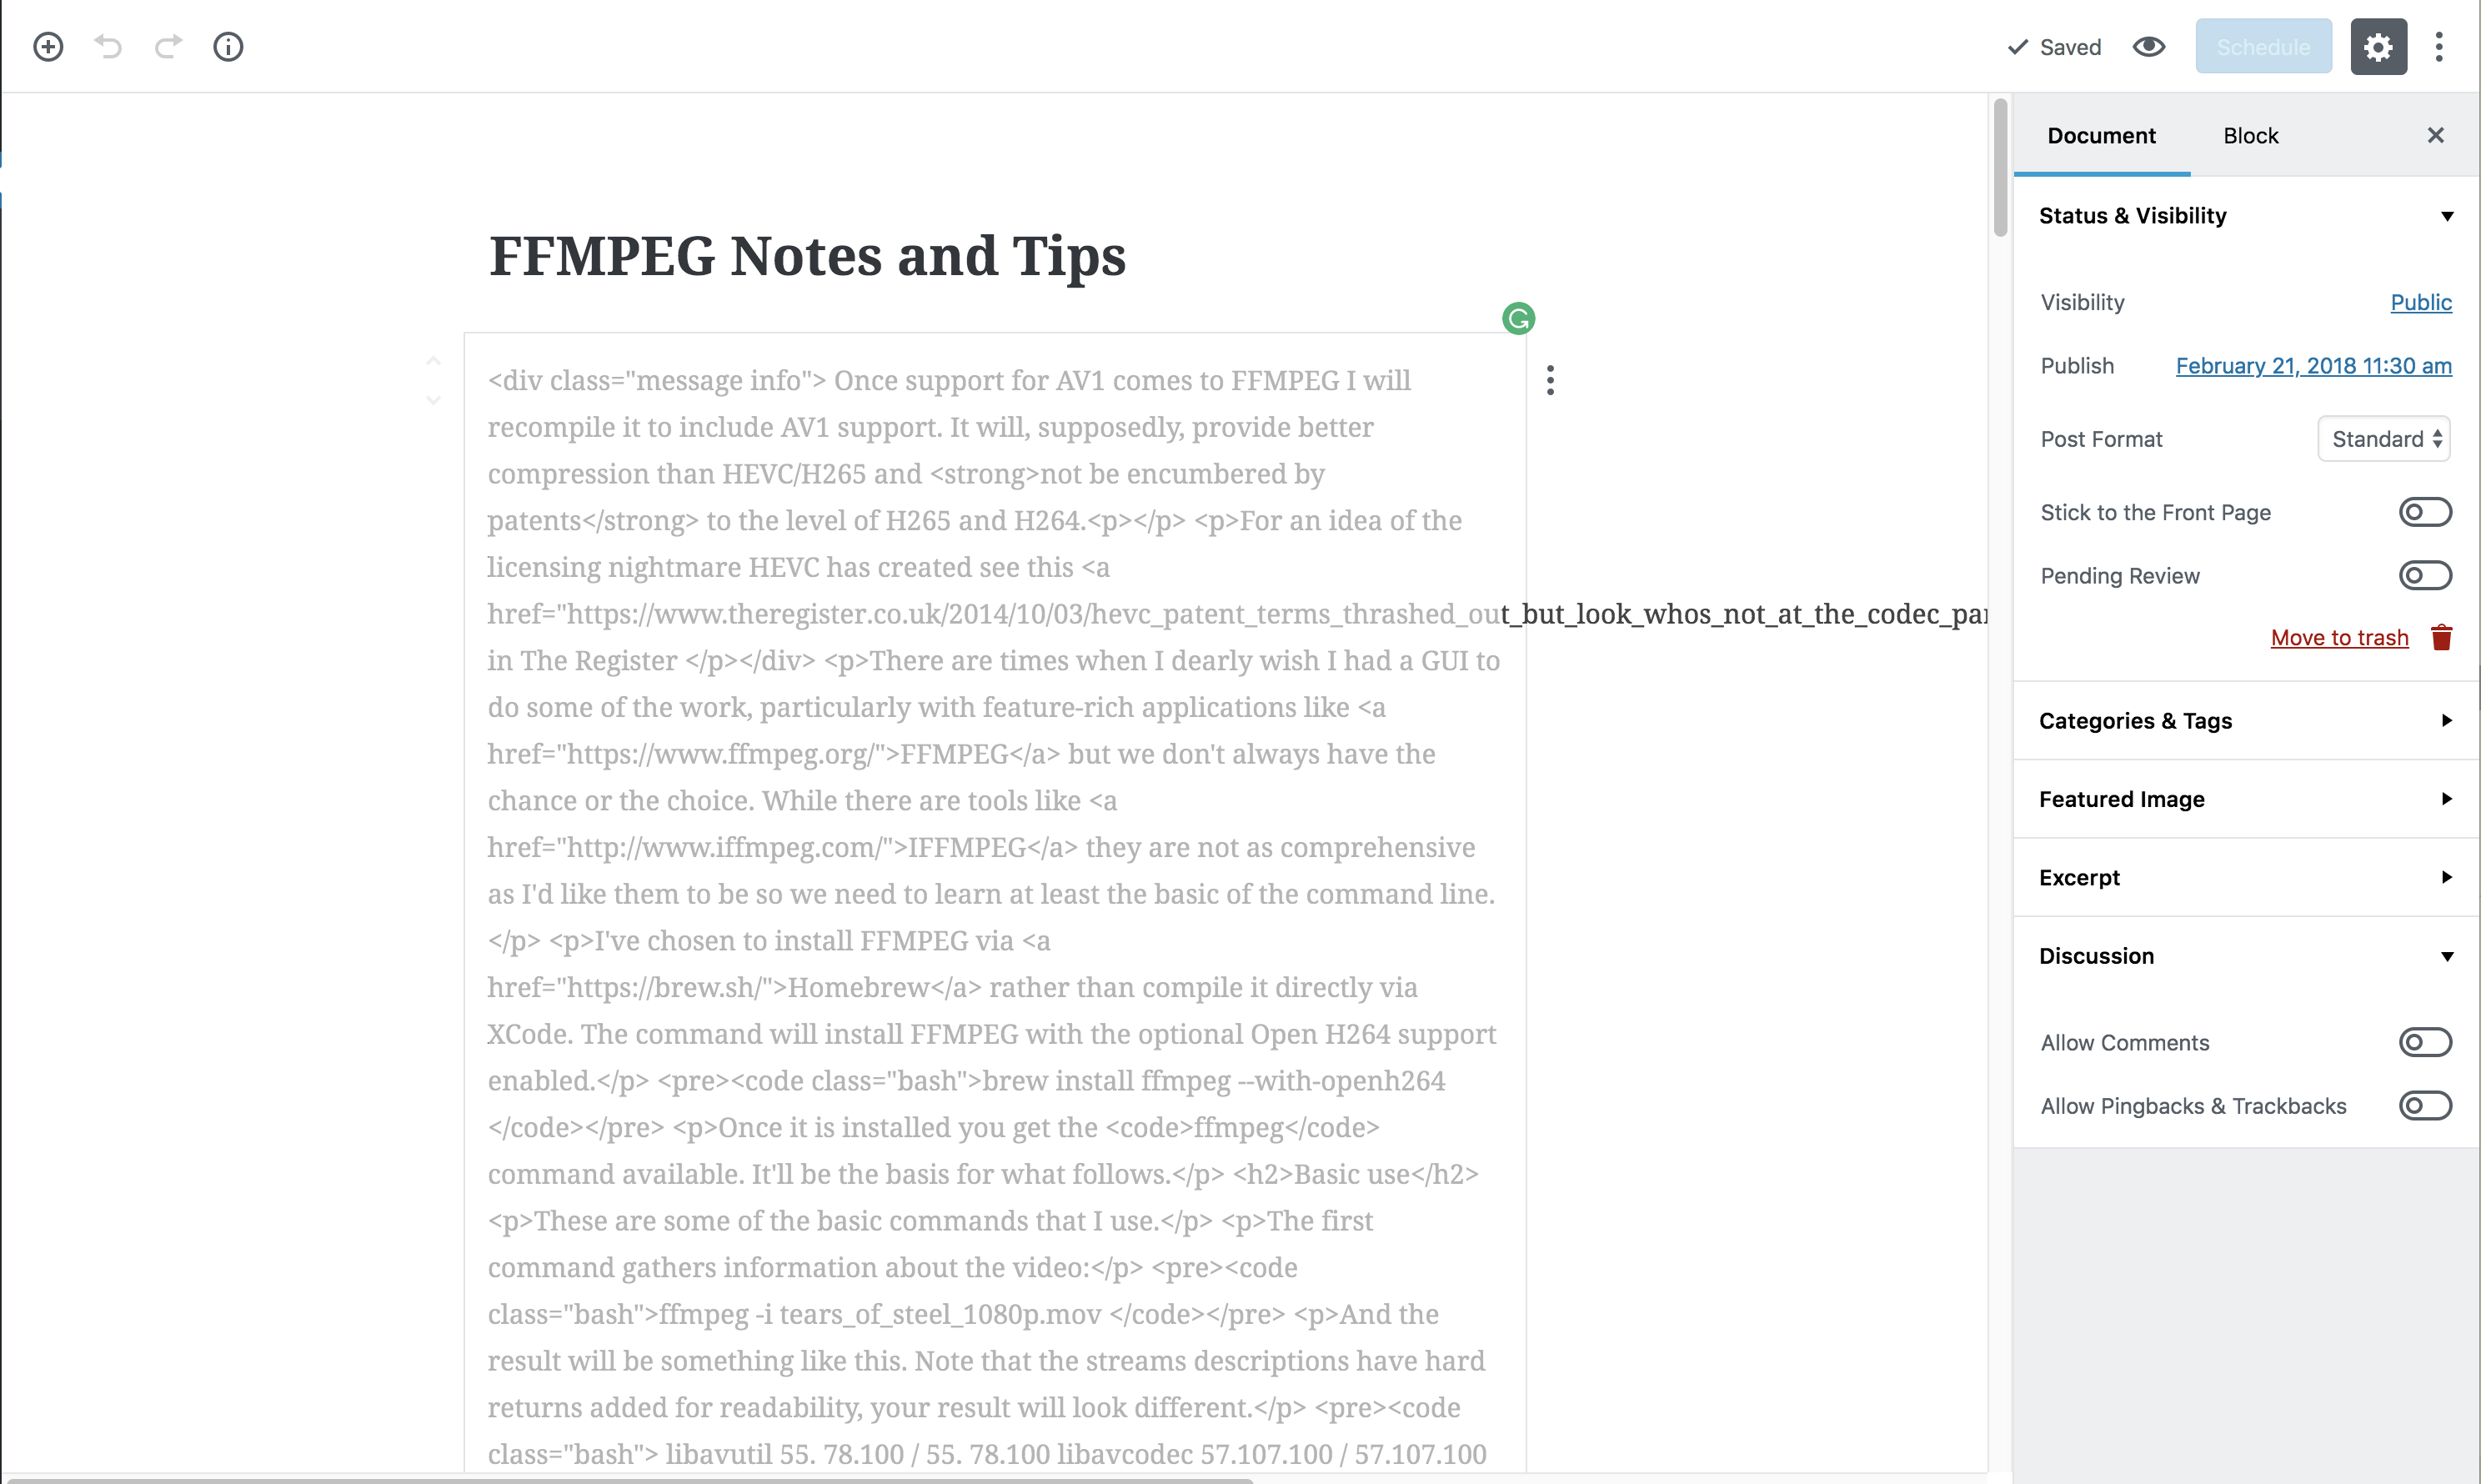 Saved
Schedule
Document
Block
FFMPEG Notes and Tips
<div class="message info"> Once support for AV1 comes to FFMPEG I will
recompile it to include AV1 support. It will, supposedly, provide better
compression than HEVC/H265 and <strong>not be encumbered by
patents</strong> to the level of H265 and H264.<p></p> <p>For an idea of the
licensing nightmare HEVC has created see this <a
href="https://www.theregister.co.uk/2014/10/03/hevc_patent_terms_thrashed_out_but_look_whos_not_at_the_codec_par
in The Register </p></div> <p>There are times when I dearly wish I had a GUI to
do some of the work, particularly with feature-rich applications like <a
href="https://www.ffmpeg.org/">FFMPEG</a> but we don't always have the
chance or the choice. While there are tools like <a
href="http://www.iffmpeg.com/">IFFMPEG</a> they are not as comprehensive
as I'd like them to be so we need to learn at least the basic of the command line.
</p> <p>I've chosen to install FFMPEG via <a
href="https://brew.sh/">Homebrew</a> rather than compile it directly via
XCode. The command will install FFMPEG with the optional Open H264 support
enabled.</p> <pre><code class="bash">brew install ffmpeg --with-openh264
</code></pre> <p>Once it is installed you get the <code>ffmpeg</code>
command available. It'll be the basis for what follows.</p> <h2>Basic use</h2>
<p>These are some of the basic commands that I use.</p> <p>The first
command gathers information about the video:</p> <pre><code
class="bash">ffmpeg -i tears_of_steel_1080p.mov </code></pre> <p>And the
result will be something like this. Note that the streams descriptions have hard
returns added for readability, your result will look different.</p> <pre><code
class="bash"> libavutil 55. 78.100 / 55. 78.100 libavcodec 57.107.100 / 57.107.100
Status & Visibility
Visibility Public
Publish February 21, 2018 11:30 am
Post Format Standard
Stick to the Front Page
Pending Review
Move to trash
Categories & Tags
Featured Image
Excerpt
Discussion
Allow Comments
Allow Pingbacks & Trackbacks